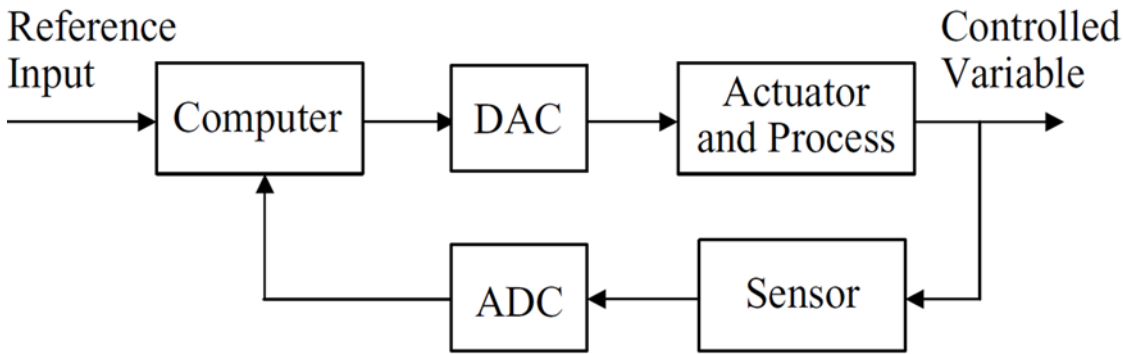 Reference
Input
Computer
DAC
Actuator
and Process
Controlled
Variable
ADC
Sensor